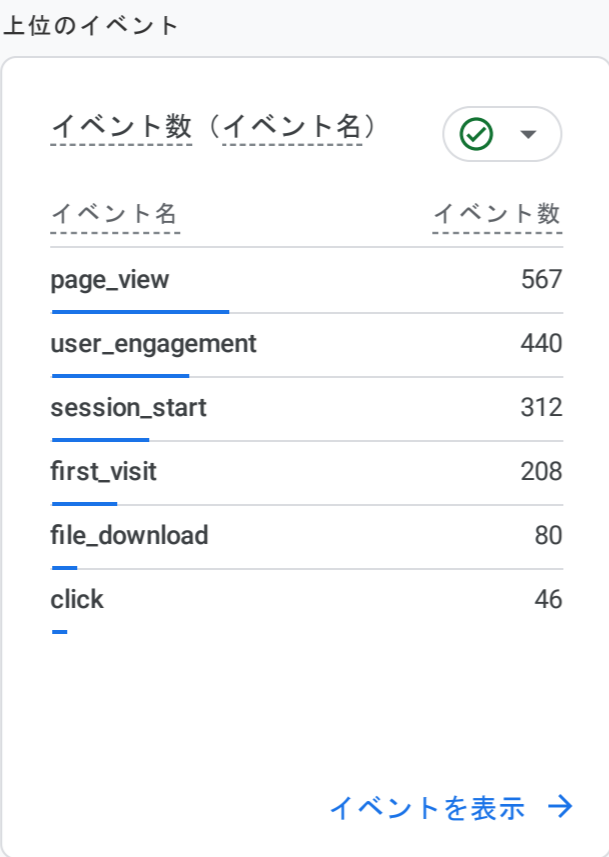 上位のイベント
イベント数（イベント名）
イベント名 イベント数
page_view 567
user_engagement 440
session_start 312
first_visit 208
file_download 80
click 46
イベントを表示